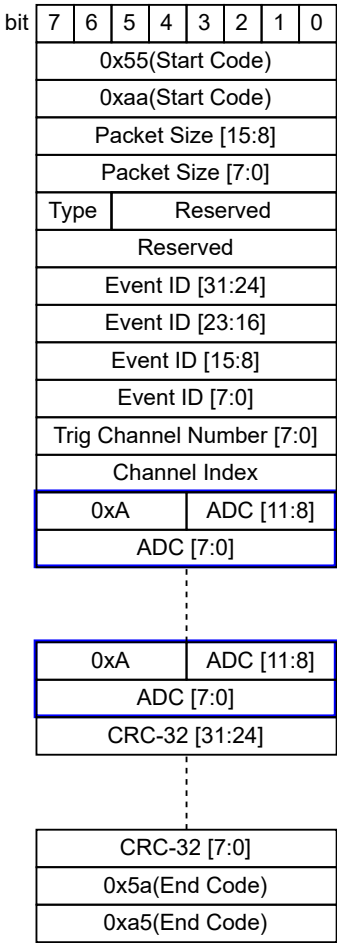 bit 7 6 5 4 3 2 1 0
0x55(Start Code)
0xaa(Start Code)
Packet Size [15:8]
Packet Size [7:0]
Type Reserved
Reserved
Event ID [31:24]
Event ID [23:16]
Event ID [15:8]
Event ID [7:0]
Trig Channel Number [7:0]
Channel Index
0xA ADC [11:8]
ADC [7:0]
0xA ADC [11:8]
ADC [7:0]
CRC-32 [31:24]
CRC-32 [7:0]
0x5a(End Code)
0xa5(End Code)